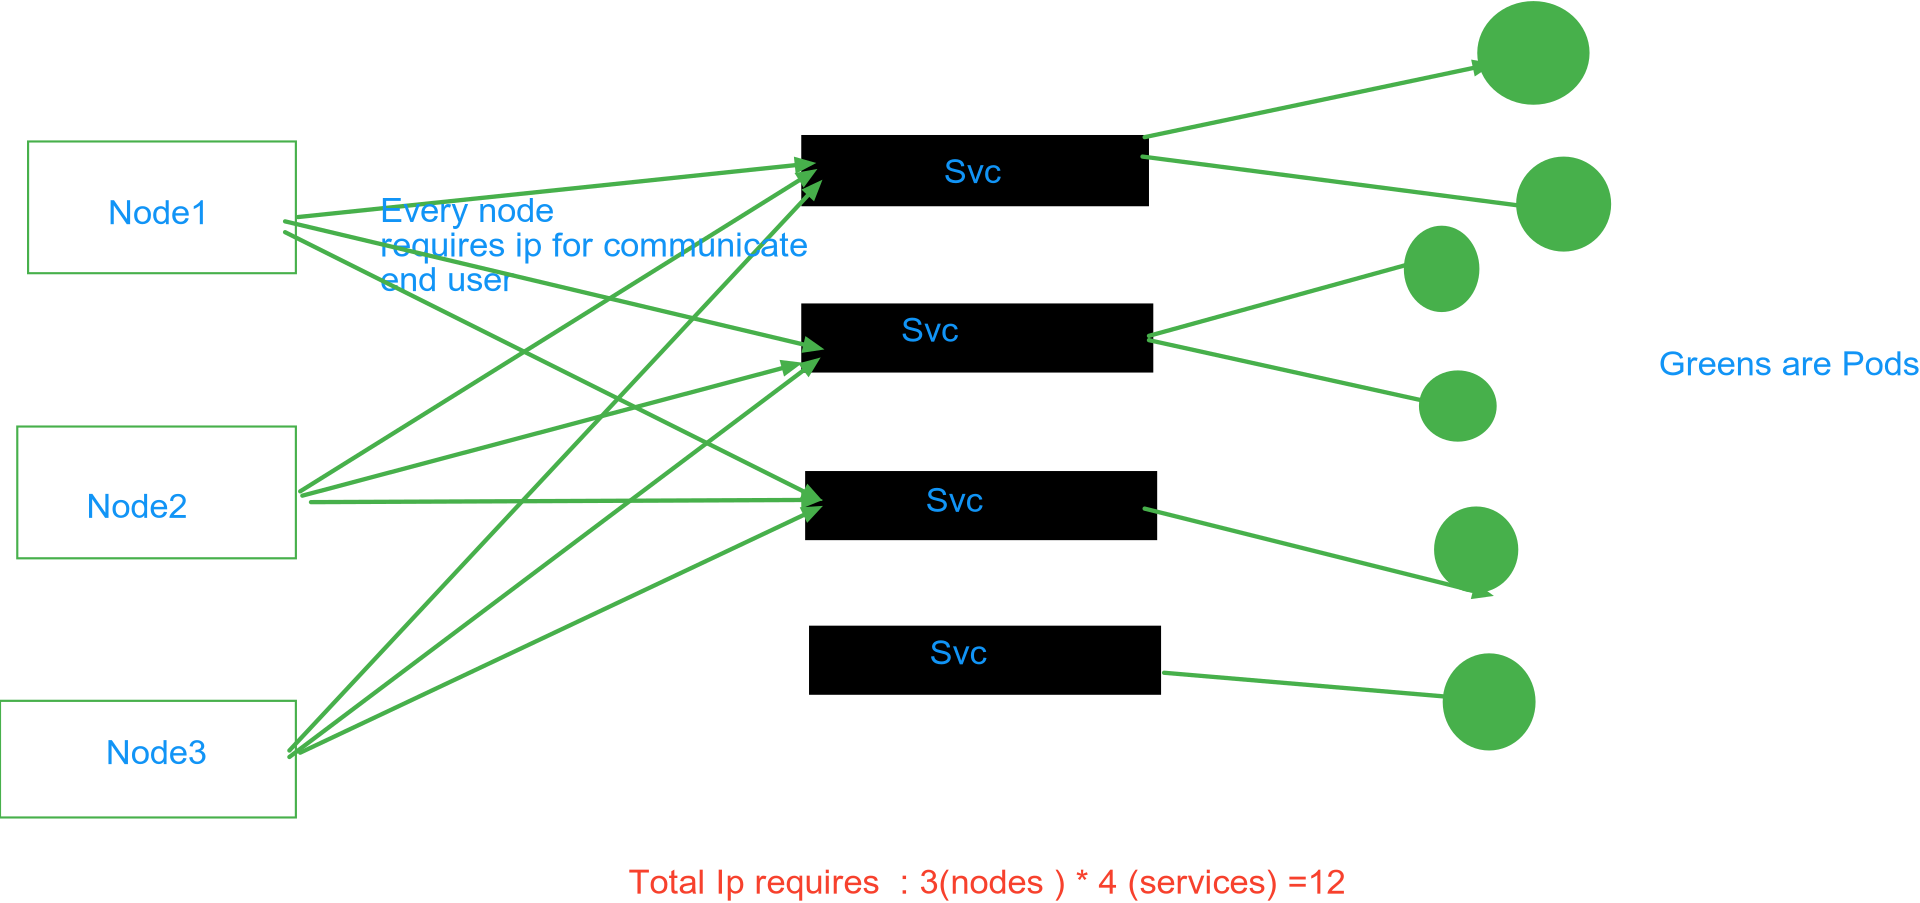 Svc
Node1
Every node
requires ip for communicate
end user
Svc
Greens are Pods
Svc
Node2
Svc
Node3
Total Ip requires  : 3(nodes ) * 4 (services) =12